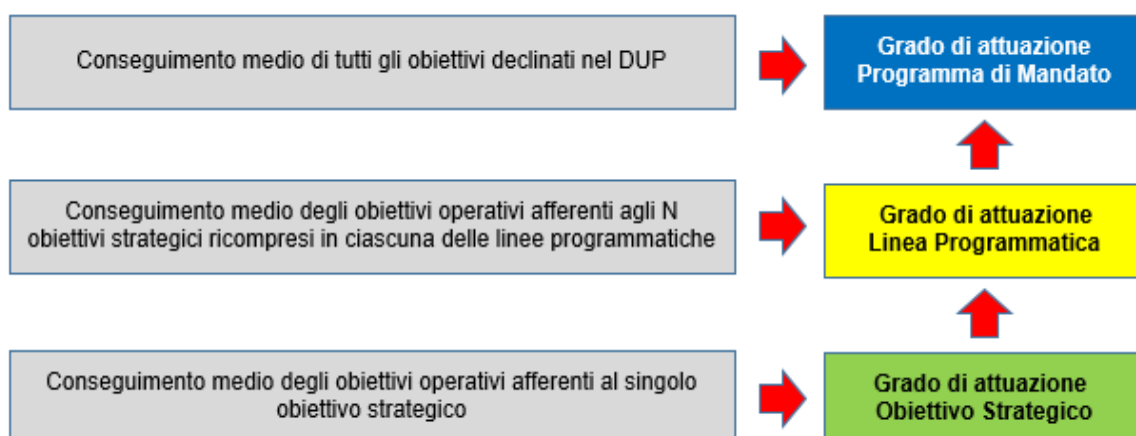 Conseguimento medio di tutti gli obiettivi declinati nel DUP
Grado di attuazione
Programma di Mandato
Conseguimento medio degli obiettivi operativi afferenti agli N
obiettivi strategici ricompresi in ciascuna delle linee programmatiche
Grado di attuazione
Linea Programmatica
Conseguimento medio degli obiettivi operativi afferenti al singolo
obiettivo strategico
Grado di attuazione
Obiettivo Strategico